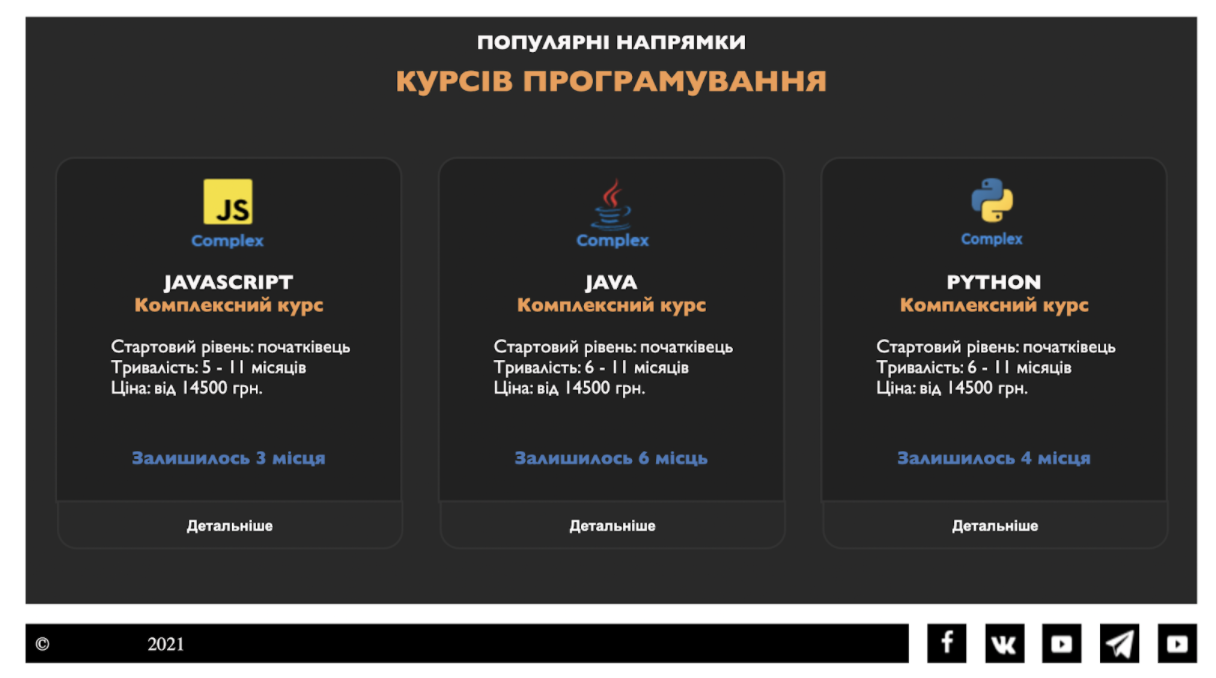 ПОПУЛЯРНІ НАПРЯМКИ
КУРСІВ ПРОГРАМУВАННЯ
JS
Complex
JAVASCRIPT
Комплексний курс
Стартовий рівень: початківець
Тривалість: 5 - 11 місяців
Ціна: від 14500 грн.
Залишилось 3 місця
Детальніше
Complex
JAVA
Комплексний курс
Стартовий рівень: початківець
Тривалість: 6 - 11 місяців
Ціна: від 14500 грн.
Залишилось 6 місць
Детальніше
Complex
PYTHON
Комплексний курс
Стартовий рівень: початківець
Тривалість: 6 - 11 місяців
Ціна: від 14500 грн.
Залишилось 4 місця
Детальніше
© 2021